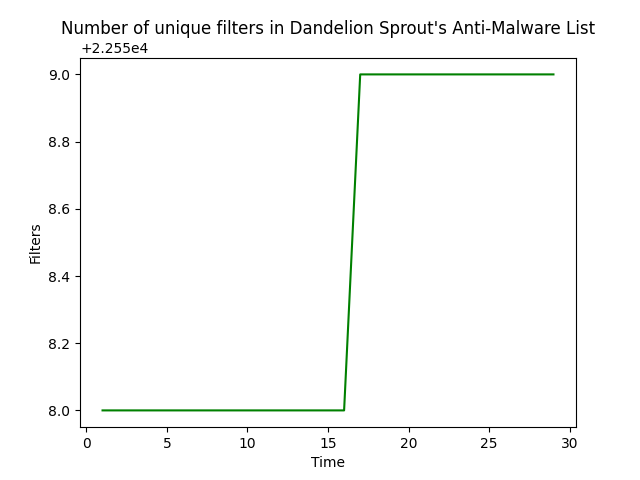 Number of unique filters in Dandelion Sprout's Anti-Malware List
+2.255e4
9.0
8.8
8.6
8.4
8.2
8.0
Filters
0 5 10 15 20 25 30
Time